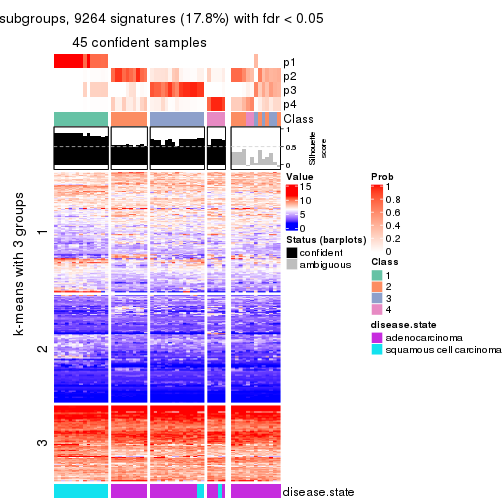 subgroups, 9264 signatures (17.8%) with fdr < 0.05
45 confident samples
p1
p2
p3
p4
Class
1
0.5
0
Silhouette
score
k-means with 3 groups
1
2
3
disease.state
Value
15
10
5
0
Status (barplots)
confident
ambiguous
Prob
1
0.8
0.6
0.4
0.2
0
Class
1
2
3
4
disease.state
adenocarcinoma
squamous cell carcinoma